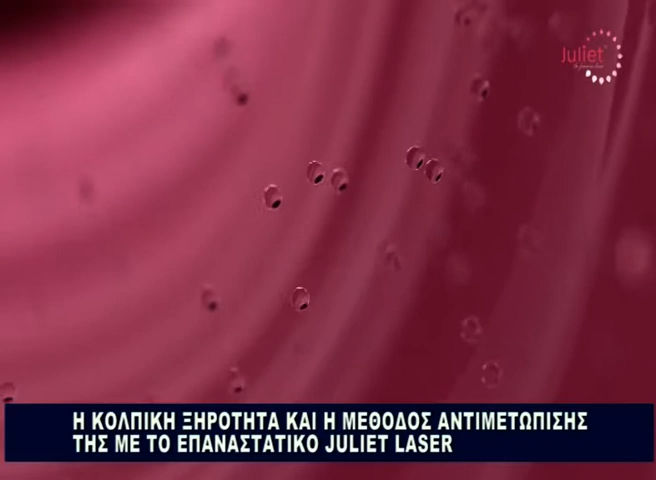 Juliet
Η ΚΟΛΠΙΚΗ ΞΗΡΟΤΗΤΑ ΚΑΙ Η ΜΕΘΟΔΟΣ ΑΝΤΙΜΕΤΩΠΙΣΗΣ
ΤΗΣ ΜΕ ΤΟ ΕΠΑΝΑΣΤΑΤΙΚΟ JULIET LASER